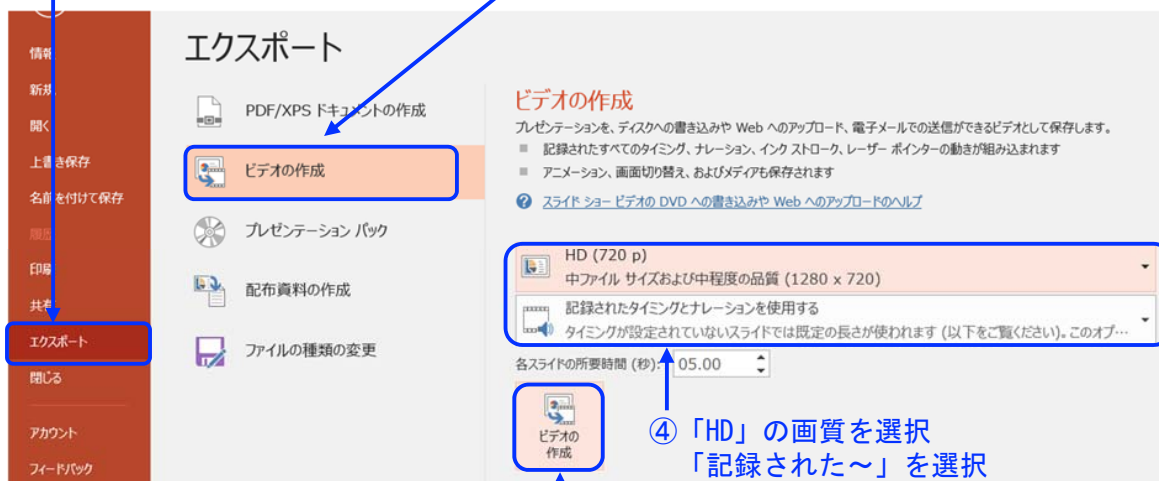 エクスポート
情報
新規
開く
上書き保存
名前を付けて保存
履歴
印刷
共有
エクスポート
閉じる
アカウント
フィードバック
PDF/XPS ドキュメントの作成
ビデオの作成
プレゼンテーション パック
配布資料の作成
ファイルの種類の変更
ビデオの作成
プレゼンテーションを、ディスクへの書き込みや Web へのアップロード、電子メールでの送信ができるビデオとして保存します。
記録されたすべてのタイミング、ナレーション、インク ストローク、レーザー ポインターの動きが組み込まれます
アニメーション、画面切り替え、およびメディアも保存されます
スライド ショー ビデオの DVD への書き込みや Web へのアップロードのヘルプ
HD (720 p)
中ファイル サイズおよび中程度の品質 (1280 x 720)
記録されたタイミングとナレーションを使用する
タイミングが設定されていないスライドでは既定の長さが使われます (以下をご覧ください)。このオプ…
各スライドの所要時間 (秒): 05.00
ビデオの
作成
④「HD」の画質を選択
「記録された～」を選択